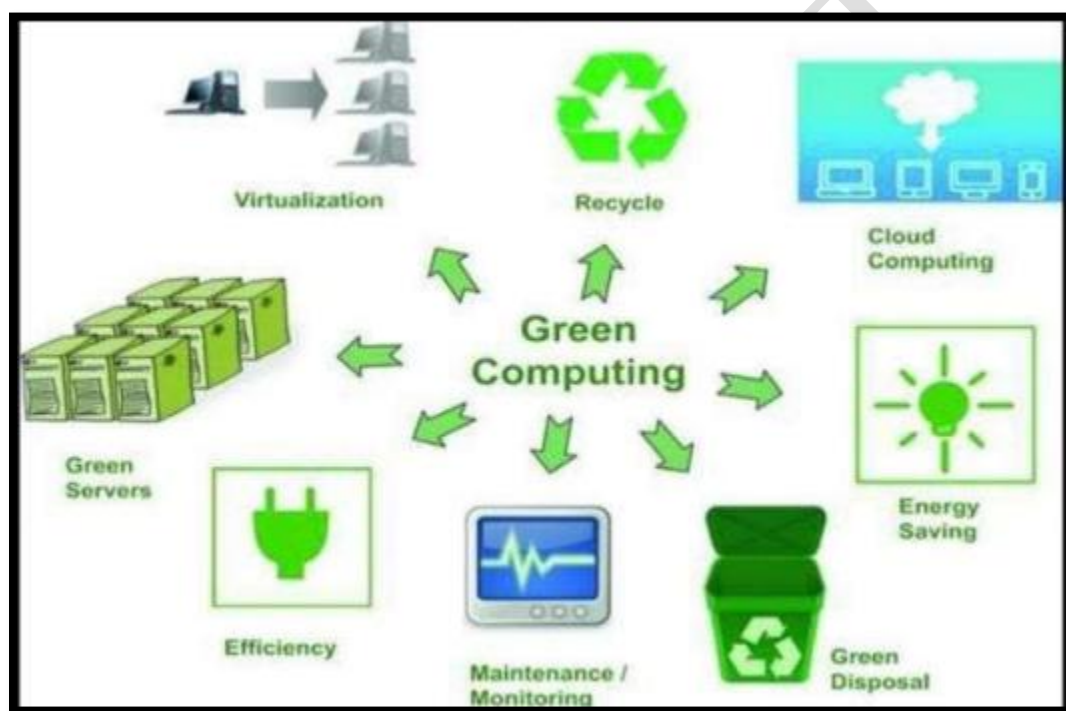 Virtualization
Recycle
Cloud
Computing
Green
Computing
Green
Servers
Energy
Saving
Efficiency
Maintenance /
Monitoring
Green
Disposal